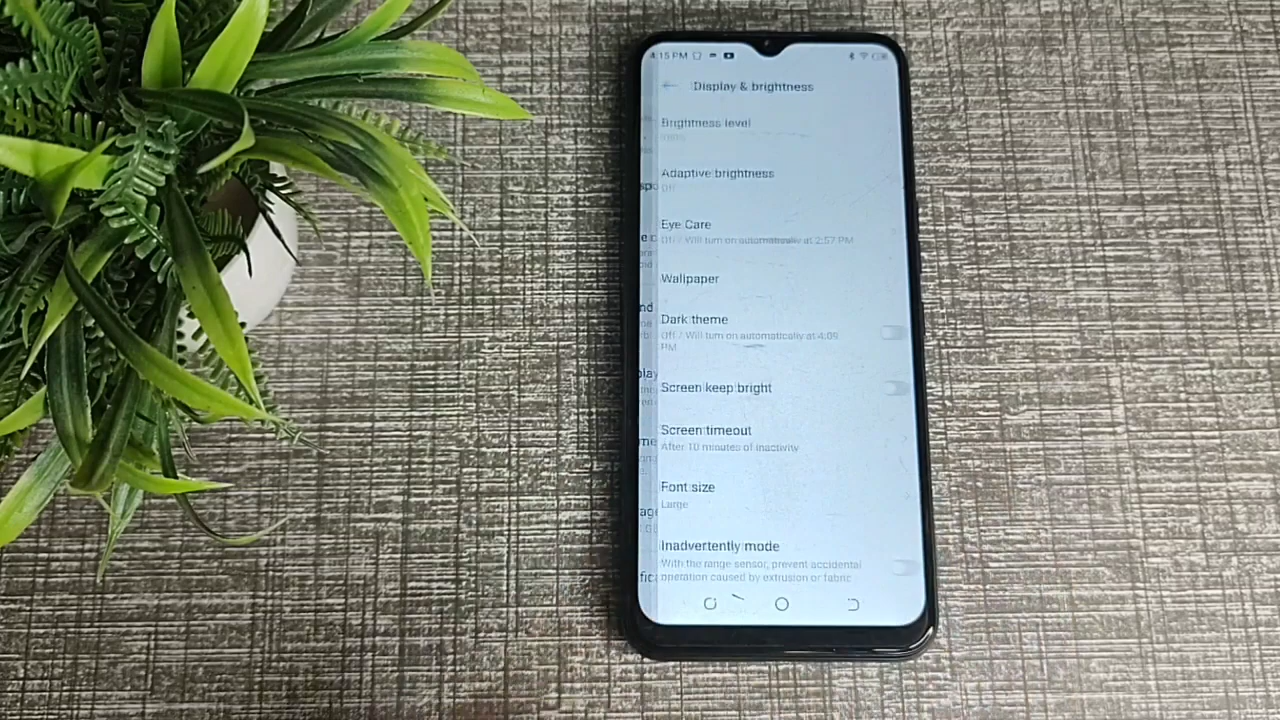 4:15 PM
Display & brightness
Brightness level
Adaptive brightness
Off
Eye Care
Off / Will turn on automatically at 2:57 PM
Wallpaper
Dark theme
Off / Will turn on automatically at 4:09
PM
Screen keep bright
Screen timeout
After 10 minutes of inactivity
Font size
Large
Inadvertently mode
With the range sensor, prevent accidental
operation caused by extrusion or fabric